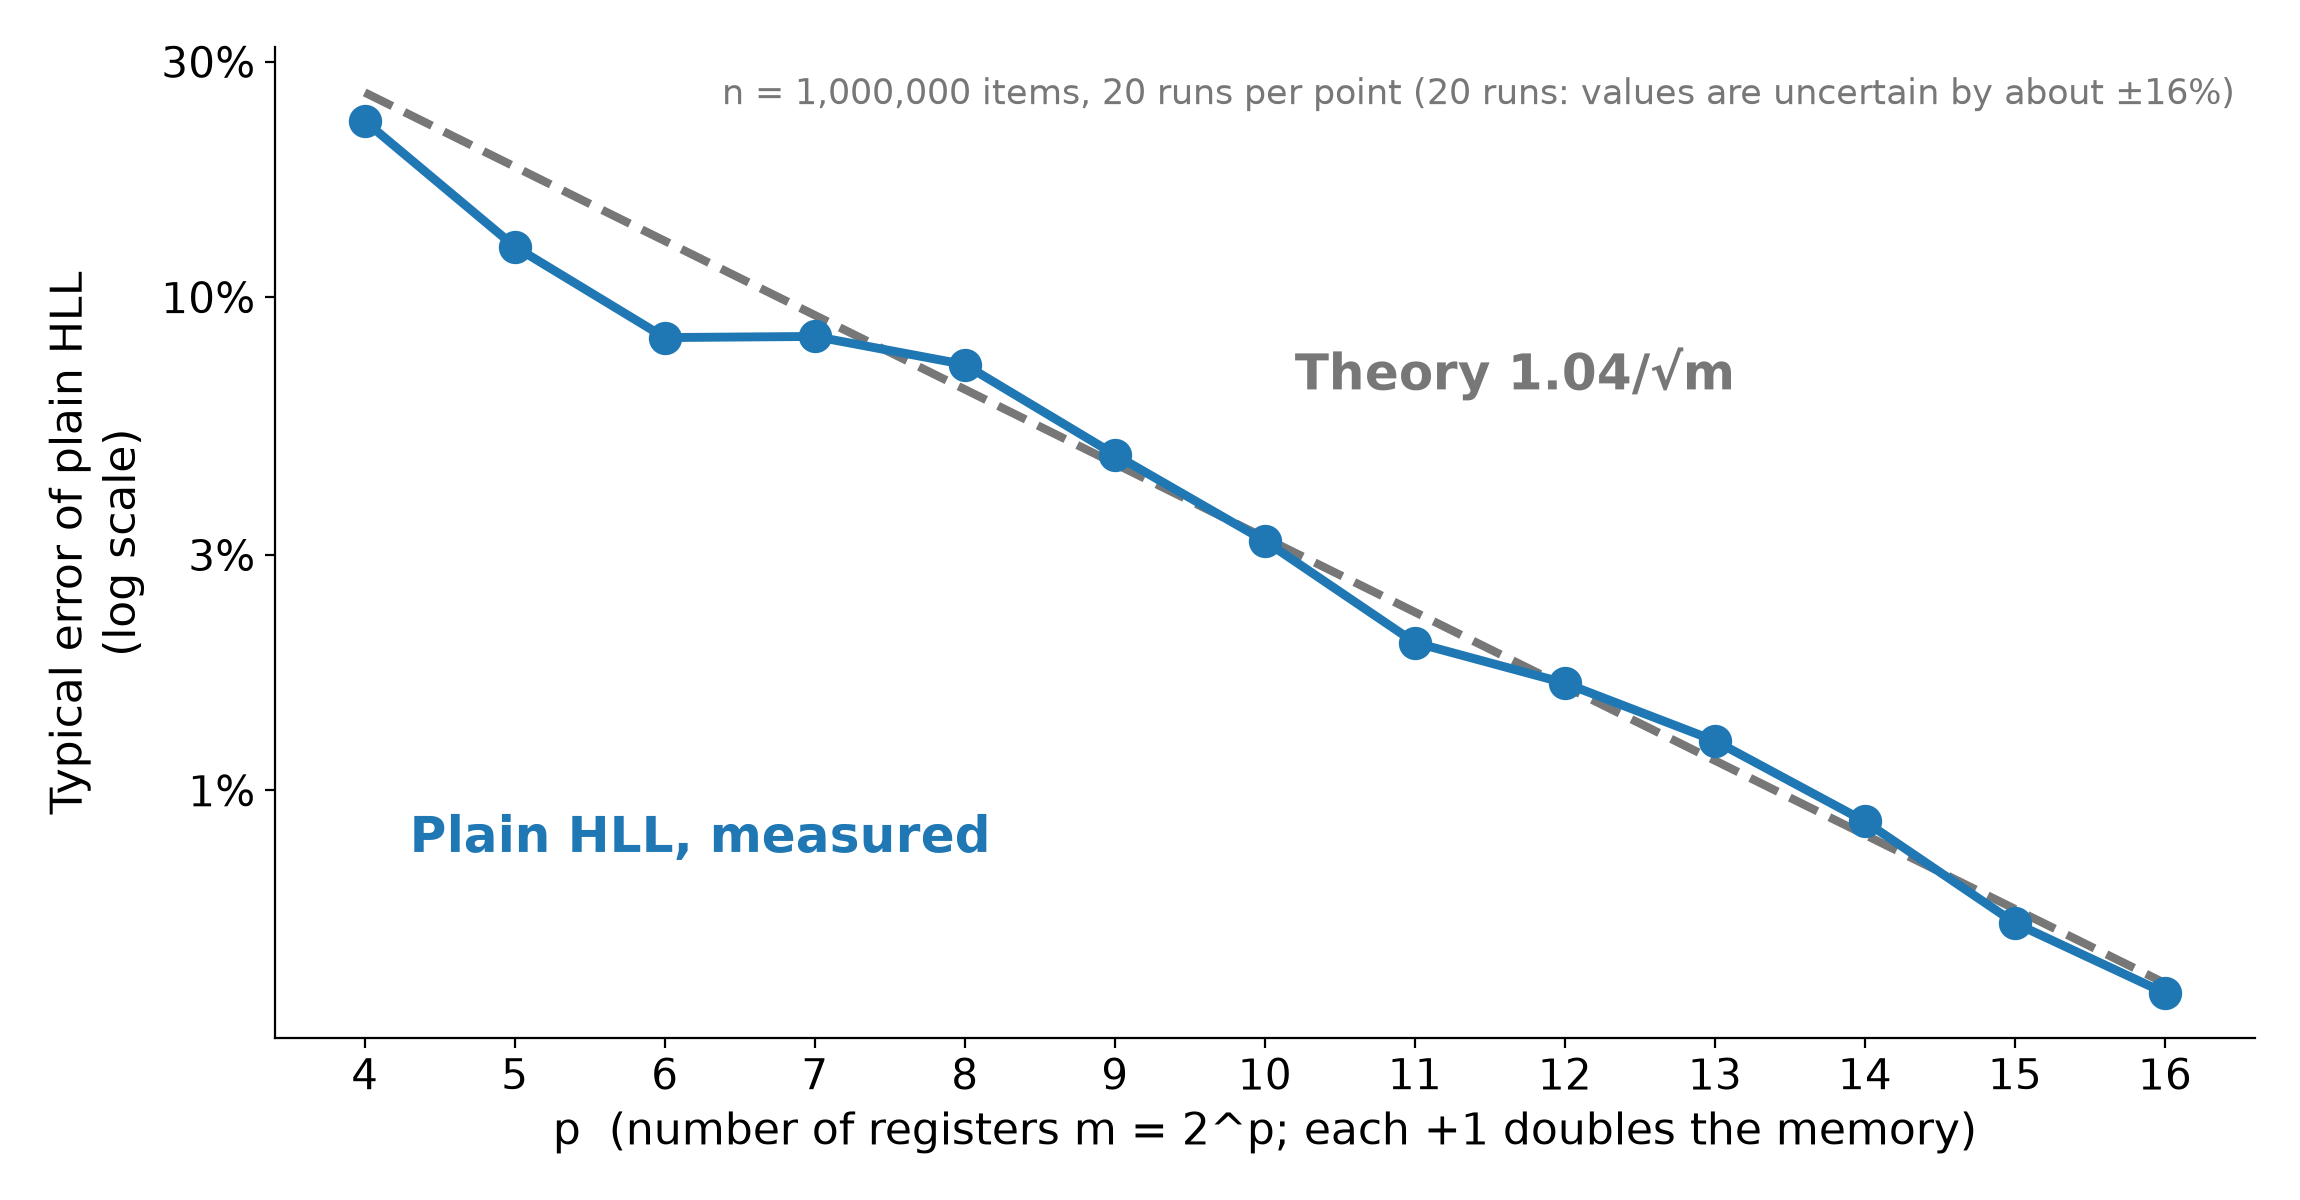 30%
10%
3%
1%
Typical error of plain HLL
(log scale)
n = 1,000,000 items, 20 runs per point (20 runs: values are uncertain by about ±16%)
Theory 1.04/√m
Plain HLL, measured
4 5 6 7 8 9 10 11 12 13 14 15 16
p (number of registers m = 2^p; each +1 doubles the memory)